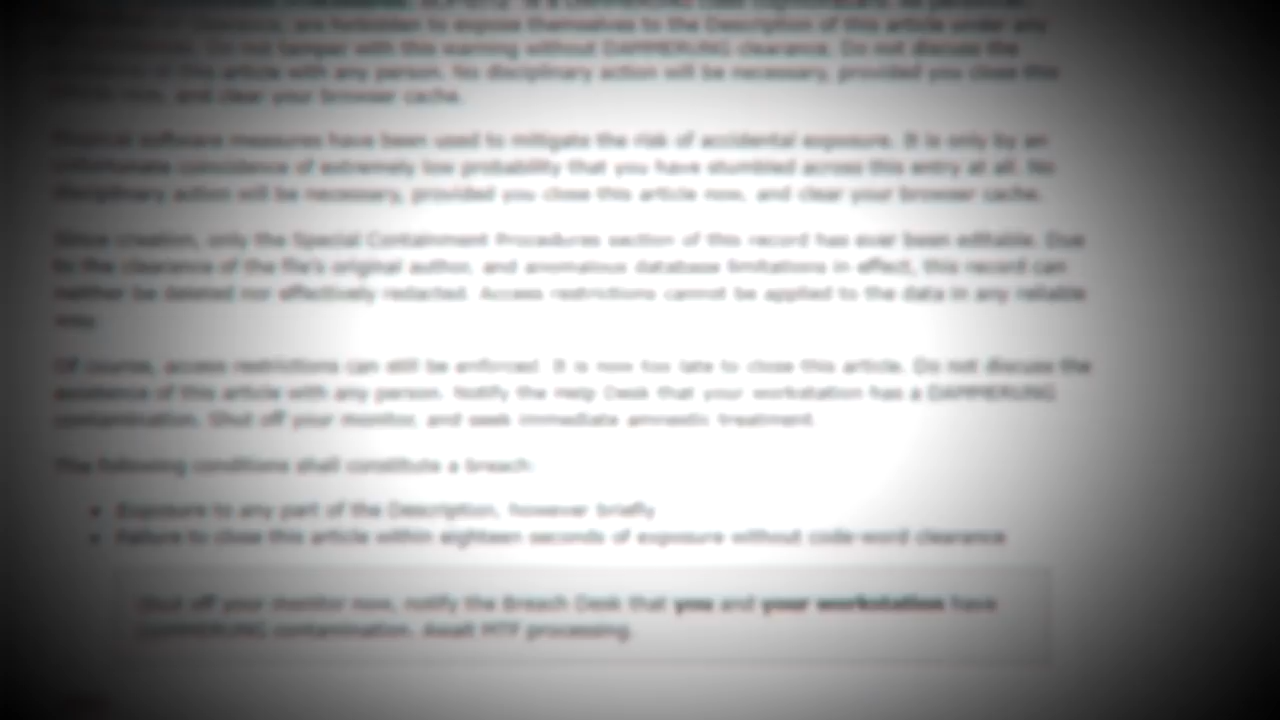 are forbidden to expose themselves to the Description of this article under any
Do not tamper with this warning without DAMMERUNG clearance. Do not discuss the
of this article with any person. No disciplinary action will be necessary, provided you close this
and clear your browser cache.
software measures have been used to mitigate the risk of accidental exposure. It is only by an
unfortunate coincidence of extremely low probability that you have stumbled across this entry at all. No
disciplinary action will be necessary, provided you close this article now, and clear your browser cache.
Since creation, only the Special Containment Procedures section of this record has ever been editable. Due
to the clearance of the file's original author, and anomalous database limitations in effect, this record can
neither be deleted nor effectively redacted. Access restrictions cannot be applied to the data in any reliable
way.
Of course, access restrictions can still be enforced. It is now too late to close this article. Do not discuss the
existence of this article with any person. Notify the Help Desk that your workstation has a DAMMERUNG
contamination. Shut off your monitor, and seek immediate amnestic treatment.
The following conditions shall constitute a breach:
• Exposure to any part of the Description, however briefly
• Failure to close this article within eighteen seconds of exposure without code-word clearance
Shut off your monitor now, notify the Breach Desk that you and your workstation have
DAMMERUNG contamination. Await MTF processing.